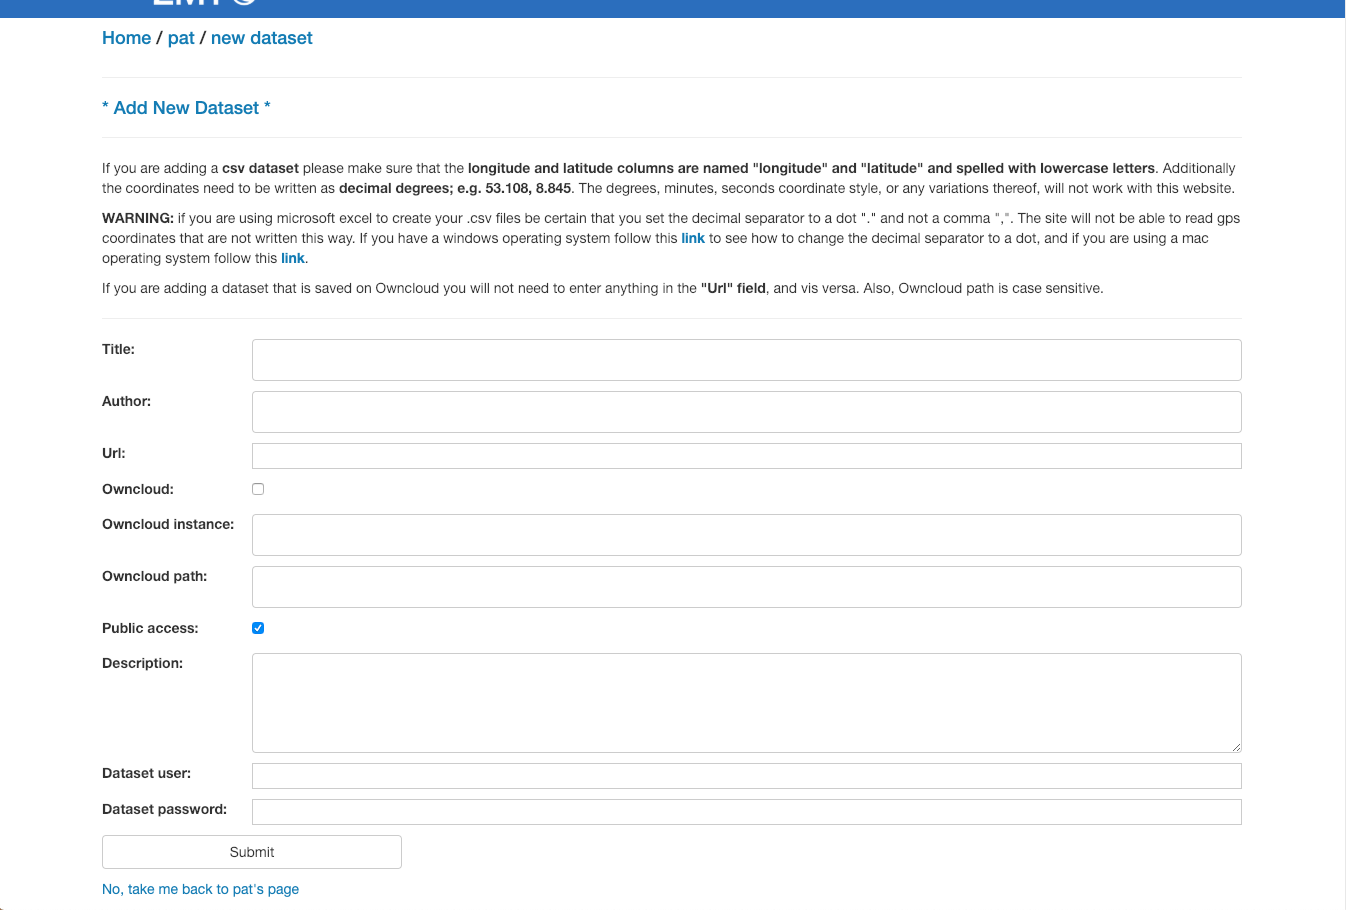 Home / pat / new dataset
* Add New Dataset *
If you are adding a csv dataset please make sure that the longitude and latitude columns are named "longitude" and "latitude" and spelled with lowercase letters. Additionally
the coordinates need to be written as decimal degrees; e.g. 53.108, 8.845. The degrees, minutes, seconds coordinate style, or any variations thereof, will not work with this website.
WARNING: if you are using microsoft excel to create your .csv files be certain that you set the decimal separator to a dot "." and not a comma ",". The site will not be able to read gps
coordinates that are not written this way. If you have a windows operating system follow this link to see how to change the decimal separator to a dot, and if you are using a mac
operating system follow this link.
If you are adding a dataset that is saved on Owncloud you will not need to enter anything in the "Url" field, and vis versa. Also, Owncloud path is case sensitive.
Title:
Author:
Url:
Owncloud:
Owncloud instance:
Owncloud path:
Public access:
Description:
Dataset user:
Dataset password:
Submit
No, take me back to pat's page